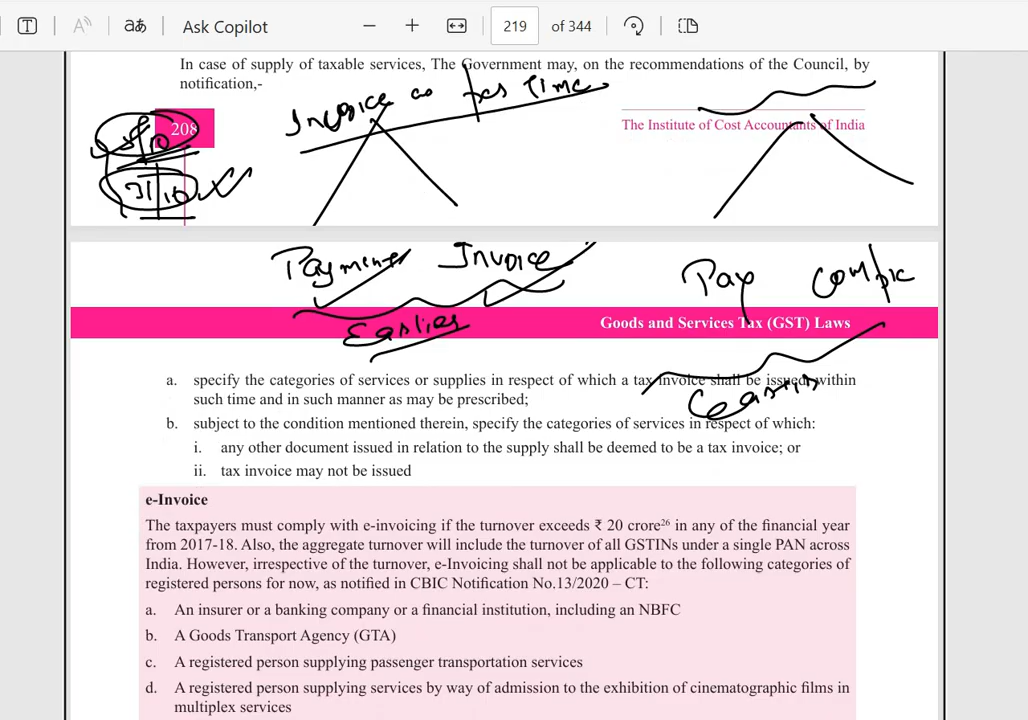 Ask Copilot
219 of 344
In case of supply of taxable services, The Government may, on the recommendations of the Council, by
notification,-
Invoice as per Time
208
The Institute of Cost Accountants of India
31/10
Payment Invoice
Pay
Earlier
Goods and Services Tax (GST) Laws
a. specify the categories of services or supplies in respect of which a tax invoice shall be issued within
such time and in such manner as may be prescribed;
b. subject to the condition mentioned therein, specify the categories of services in respect of which:
i. any other document issued in relation to the supply shall be deemed to be a tax invoice; or
ii. tax invoice may not be issued
e-Invoice
The taxpayers must comply with e-invoicing if the turnover exceeds ₹ 20 crore26 in any of the financial year
from 2017-18. Also, the aggregate turnover will include the turnover of all GSTINs under a single PAN across
India. However, irrespective of the turnover, e-Invoicing shall not be applicable to the following categories of
registered persons for now, as notified in CBIC Notification No.13/2020 – CT:
a. An insurer or a banking company or a financial institution, including an NBFC
b. A Goods Transport Agency (GTA)
c. A registered person supplying passenger transportation services
d. A registered person supplying services by way of admission to the exhibition of cinematographic films in
multiplex services